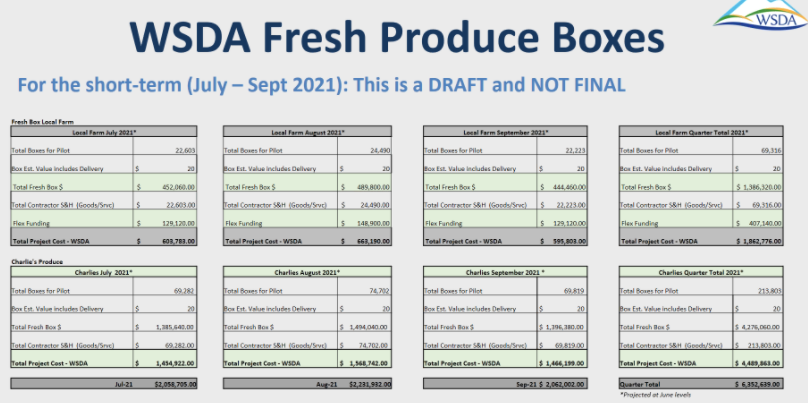 WSDA
WSDA Fresh Produce Boxes
For the short-term (July – Sept 2021): This is a DRAFT and NOT FINAL
Fresh Box Local Farm
Local Farm July 2021*
Total Boxes for Pilot 22,603
Box Est. Value Includes Delivery $ 20
Total Fresh Box $ $ 452,060.00
Total Contractor S&H (Goods/Srvc) $ 22,603.00
Flex Funding $ 129,120.00
Total Project Cost - WSDA $ 603,783.00
Local Farm August 2021*
Total Boxes for Pilot 24,490
Box Est. Value Includes Delivery $ 20
Total Fresh Box $ $ 489,800.00
Total Contractor S&H (Goods/Srvc) $ 24,490.00
Flex Funding $ 148,900.00
Total Project Cost - WSDA $ 663,190.00
Local Farm September 2021*
Total Boxes for Pilot 22,223
Box Est. Value Includes Delivery $ 20
Total Fresh Box $ $ 444,460.00
Total Contractor S&H (Goods/Srvc) $ 22,223.00
Flex Funding $ 129,120.00
Total Project Cost - WSDA $ 595,803.00
Local Farm Quarter Total 2021*
Total Boxes for Pilot 69,316
Box Est. Value Includes Delivery $ 20
Total Fresh Box $ $ 1,386,320.00
Total Contractor S&H (Goods/Srvc) $ 69,316.00
Flex Funding $ 407,140.00
Total Project Cost - WSDA $ 1,862,776.00
Charlie's Produce
Charlies July 2021*
Total Boxes for Pilot 69,282
Box Est. Value Includes Delivery $ 20
Total Fresh Box $ $ 1,385,640.00
Total Contractor S&H (Goods/Srvc) $ 69,282.00
Total Project Cost - WSDA $ 1,454,922.00
Charlies August 2021*
Total Boxes for Pilot 74,702
Box Est. Value Includes Delivery $ 20
Total Fresh Box $ $ 1,494,040.00
Total Contractor S&H (Goods/Srvc) $ 74,702.00
Total Project Cost - WSDA $ 1,568,742.00
Charlies September 2021 *
Total Boxes for Pilot 69,819
Box Est. Value Includes Delivery $ 20
Total Fresh Box $ $ 1,396,380.00
Total Contractor S&H (Goods/Srvc) $ 69,819.00
Total Project Cost - WSDA $ 1,466,199.00
Charlies Quarter Total 2021*
Total Boxes for Pilot 213,803
Box Est. Value Includes Delivery $ 20
Total Fresh Box $ $ 4,276,060.00
Total Contractor S&H (Goods/Srvc) $ 213,803.00
Total Project Cost - WSDA $ 4,489,863.00
Jul-21 $2,058,705.00
Aug-21 $2,231,932.00
Sep-21 $ 2,062,002.00
Quarter Total $ 6,352,639.00
*Projected at June levels